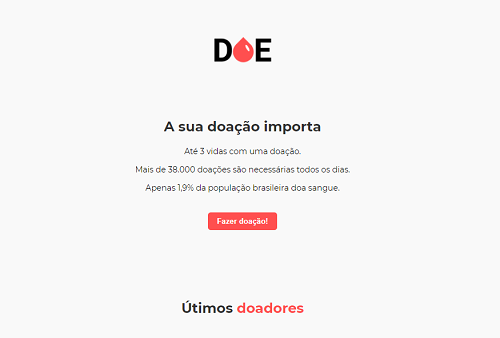 DOE
A sua doação importa
Até 3 vidas com uma doação.
Mais de 38.000 doações são necessárias todos os dias.
Apenas 1,9% da população brasileira doa sangue.
Fazer doação!
Útimos doadores